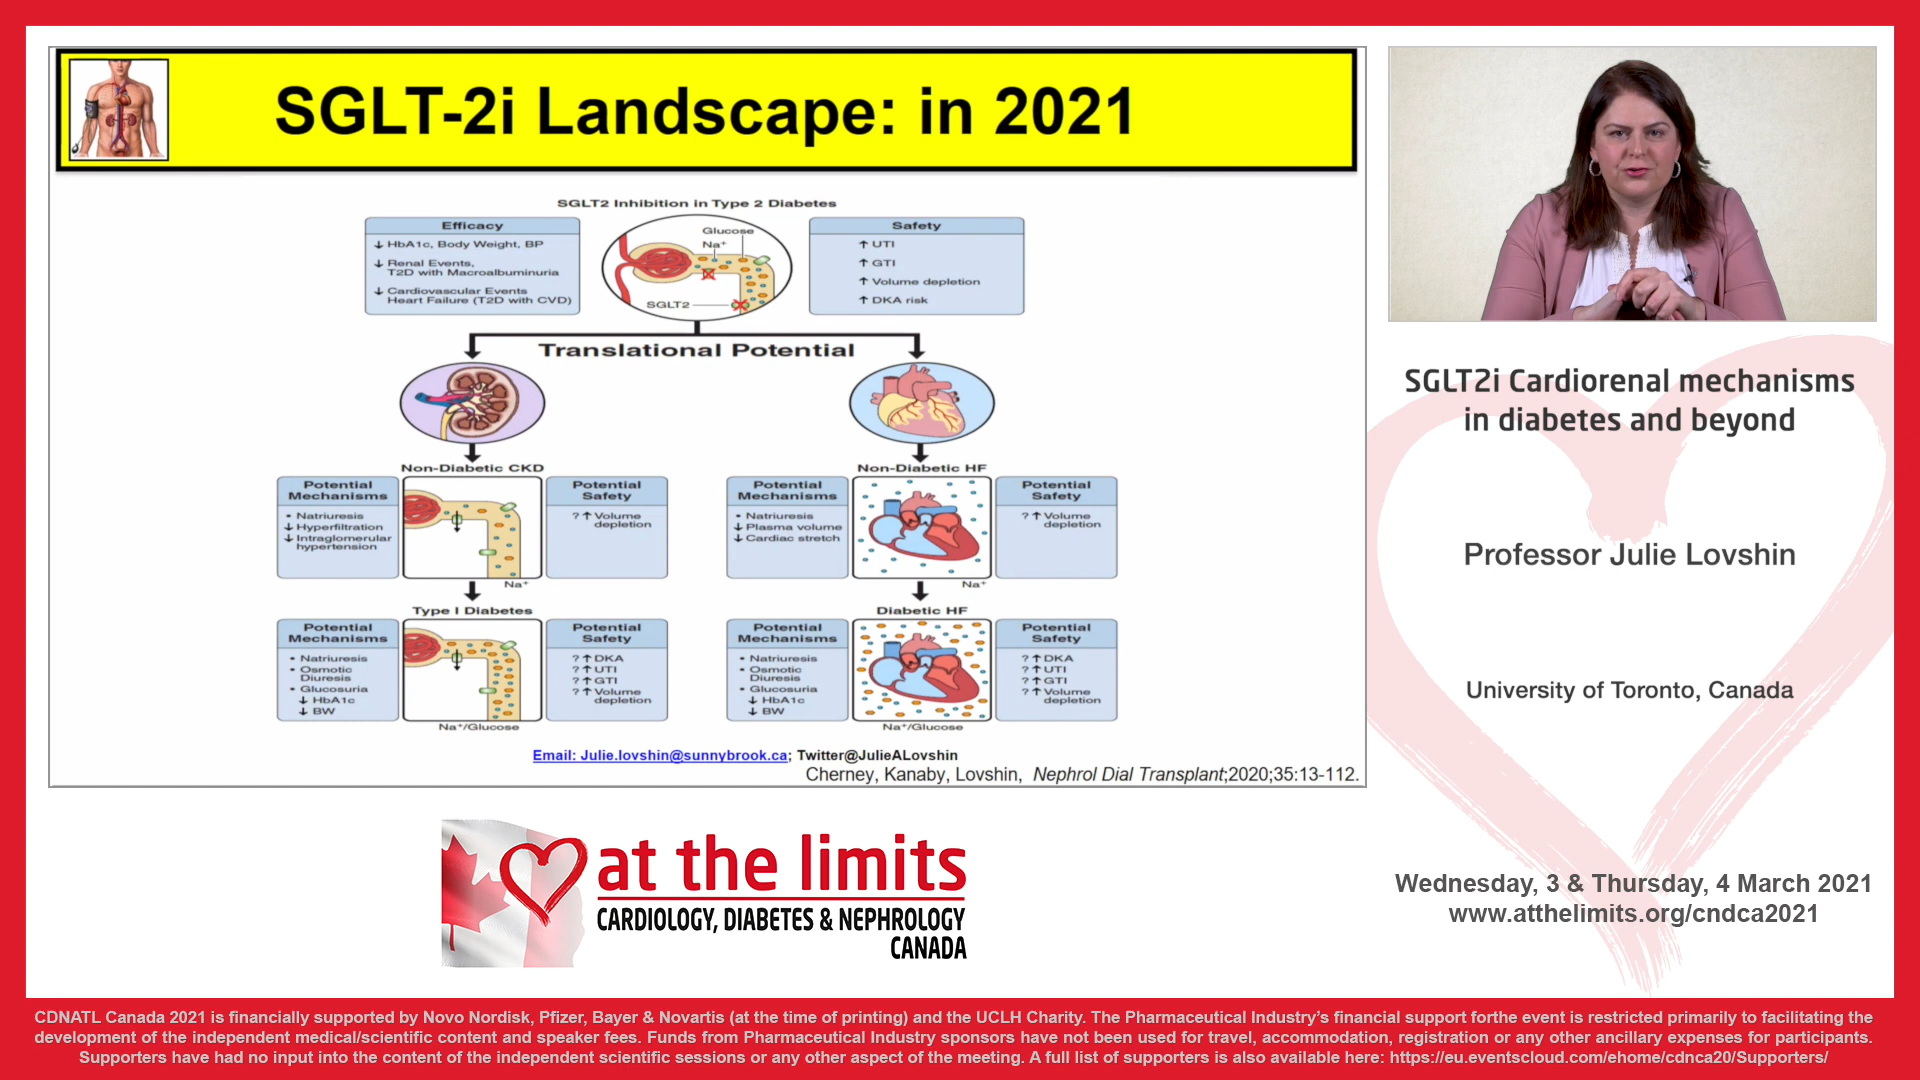 SGLT-2i Landscape: in 2021
SGLT2 Inhibition in Type 2 Diabetes
Efficacy
↓ HbA1c, Body Weight, BP
↓ Renal Events,
T2D with Macroalbuminuria
↓ Cardiovascular Events
Heart Failure (T2D with CVD)
Glucose
Na⁺
SGLT2
Safety
↑ UTI
↑ GTI
↑ Volume depletion
↑ DKA risk
Translational Potential
Non-Diabetic CKD
Potential
Mechanisms
• Natriuresis
↓ Hyperfiltration
↓ Intraglomerular
hypertension
Na⁺
Potential
Safety
? ↑ Volume
depletion
Non-Diabetic HF
Potential
Mechanisms
• Natriuresis
↓ Plasma volume
↓ Cardiac stretch
Na⁺
Potential
Safety
? ↑ Volume
depletion
Type I Diabetes
Potential
Mechanisms
• Natriuresis
• Osmotic
Diuresis
• Glucosuria
↓ HbA1c
↓ BW
Na⁺/Glucose
Potential
Safety
? ↑ DKA
? ↑ UTI
? ↑ GTI
? ↑ Volume
depletion
Diabetic HF
Potential
Mechanisms
• Natriuresis
• Osmotic
Diuresis
• Glucosuria
↓ HbA1c
↓ BW
Na⁺/Glucose
Potential
Safety
? ↑ DKA
? ↑ UTI
? ↑ GTI
? ↑ Volume
depletion
Email: Julie.lovshin@sunnybrook.ca; Twitter@JulieALovshin
Cherney, Kanaby, Lovshin, Nephrol Dial Transplant;2020;35:13-112.
SGLT2i Cardiorenal mechanisms
in diabetes and beyond
Professor Julie Lovshin
University of Toronto, Canada
Wednesday, 3 & Thursday, 4 March 2021
www.atthelimits.org/cndca2021
at the limits
CARDIOLOGY, DIABETES & NEPHROLOGY
CANADA
CDNATL Canada 2021 is financially supported by Novo Nordisk, Pfizer, Bayer & Novartis (at the time of printing) and the UCLH Charity. The Pharmaceutical Industry's financial support forthe event is restricted primarily to facilitating the
development of the independent medical/scientific content and speaker fees. Funds from Pharmaceutical Industry sponsors have not been used for travel, accommodation, registration or any other ancillary expenses for participants.
Supporters have had no input into the content of the independent scientific sessions or any other aspect of the meeting. A full list of supporters is also available here: https://eu.eventscloud.com/ehome/cdnca20/Supporters/